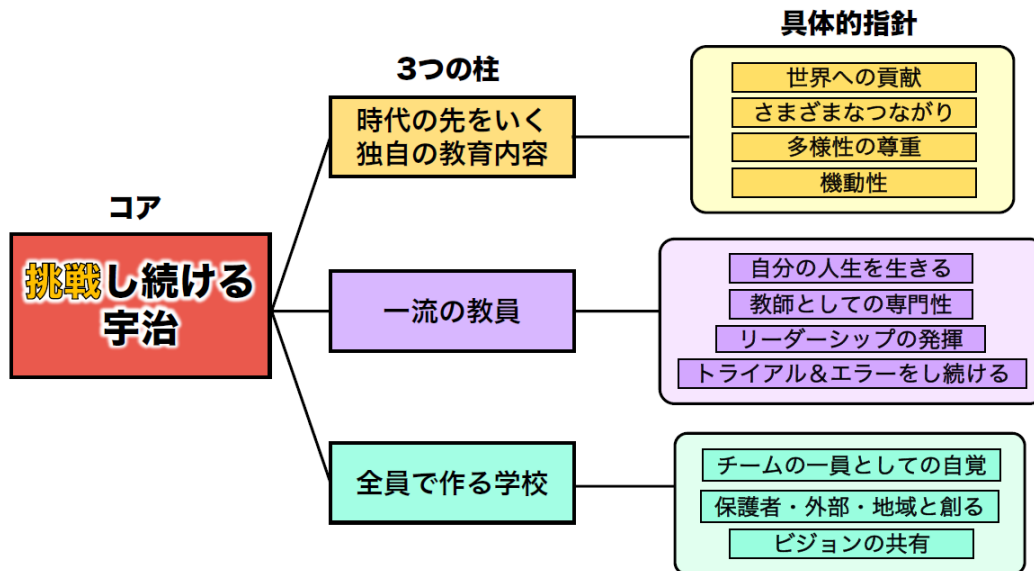 コア
挑戦し続ける
宇治
3つの柱
時代の先をいく
独自の教育内容
一流の教員
全員で作る学校
具体的指針
世界への貢献
さまざまなつながり
多様性の尊重
機動性
自分の人生を生きる
教師としての専門性
リーダーシップの発揮
トライアル＆エラーをし続ける
チームの一員としての自覚
保護者・外部・地域と創る
ビジョンの共有